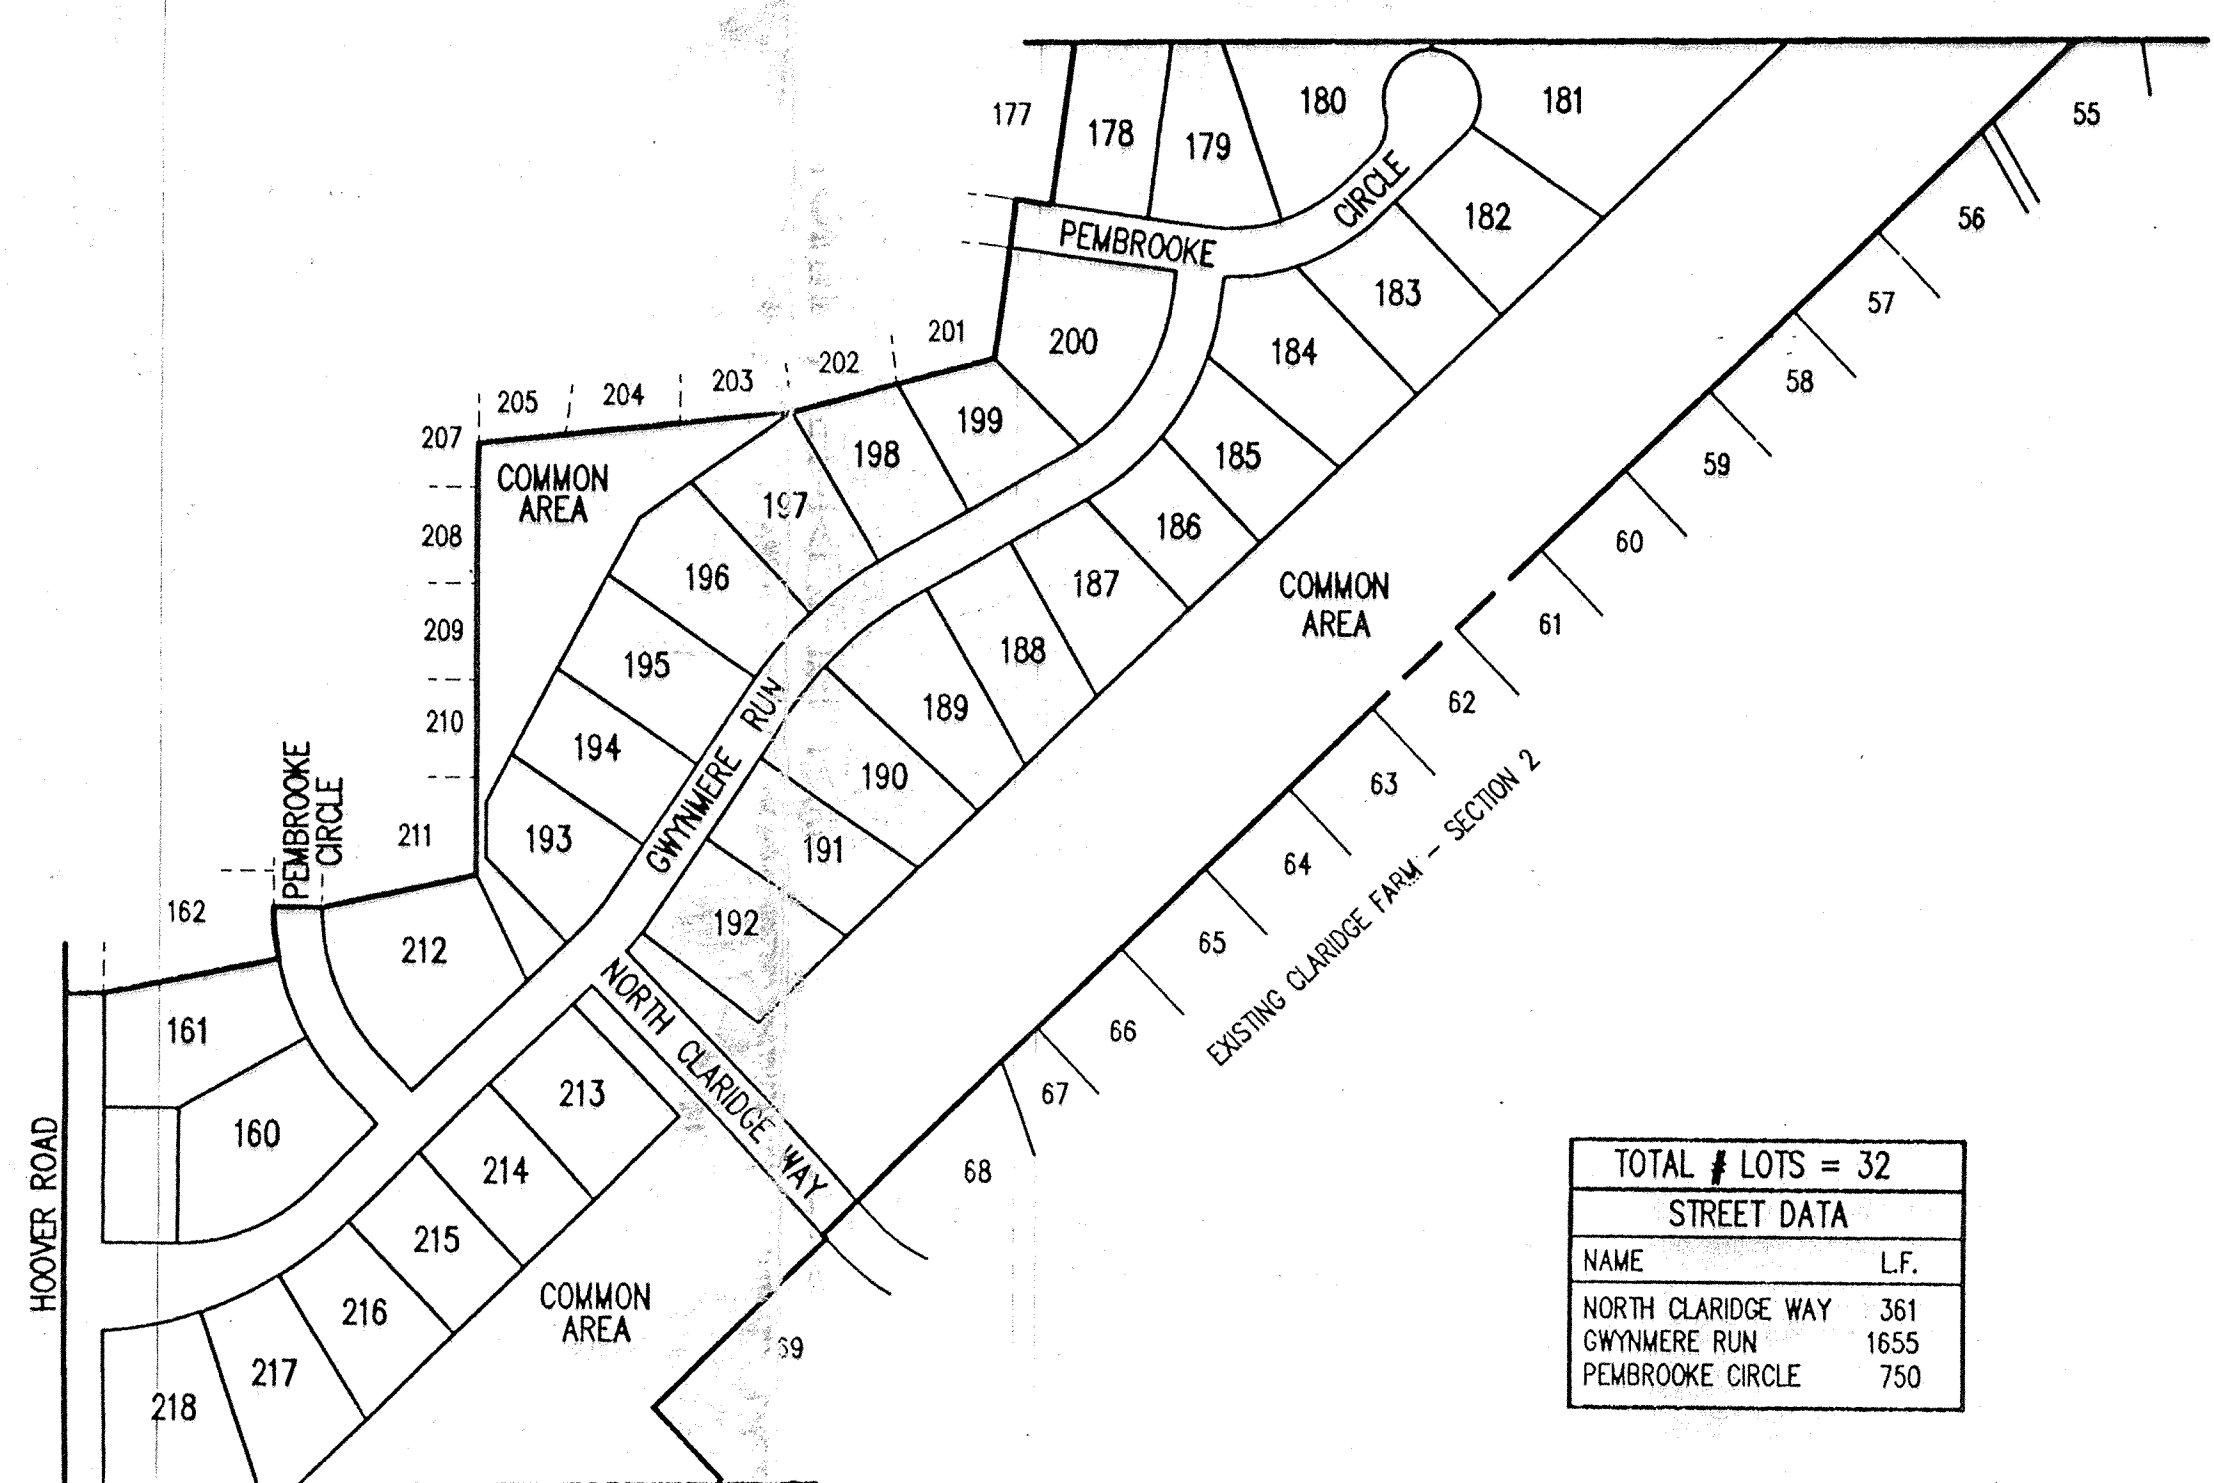 177
178
179
180
181
55
182
56
PEMBROOKE
CIRCLE
183
57
201
200
184
58
205
204
203
202
199
185
59
207
COMMON
AREA
198
197
186
60
208
196
187
COMMON
AREA
61
209
195
188
62
210
194
GWYNMERE RUN
189
190
63
PEMBROOKE
CIRCLE
211
193
191
64
EXISTING CLARIDGE FARM - SECTION 2
162
212
192
65
161
NORTH CLARIDGE WAY
66
160
213
67
HOOVER ROAD
214
68
215
216
COMMON
AREA
69
217
218
TOTAL # LOTS = 32
STREET DATA
NAME L.F.
NORTH CLARIDGE WAY 361
GWYNMERE RUN 1655
PEMBROOKE CIRCLE 750